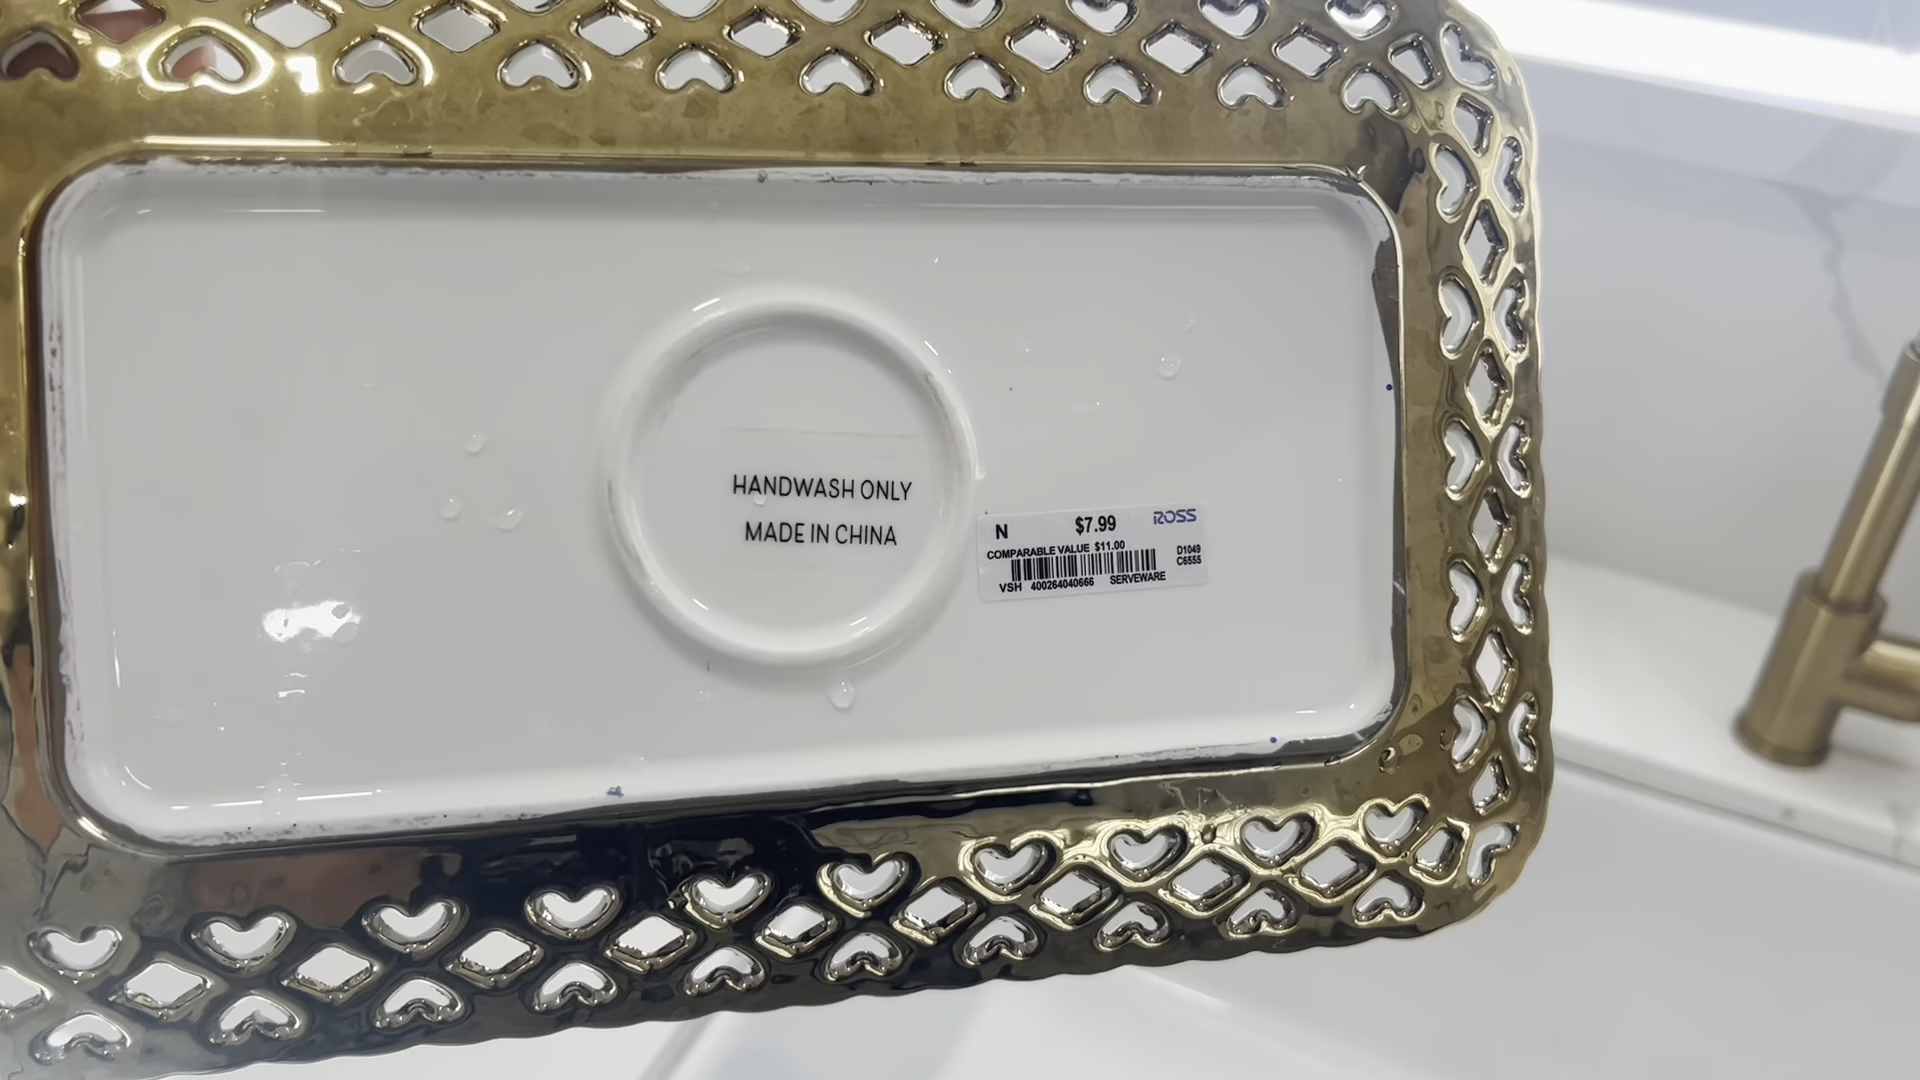 HANDWASH ONLY
MADE IN CHINA
N $7.99 ROSS
COMPARABLE VALUE $11.00 D1049
C6555
VSH 400264040666 SERVEWARE